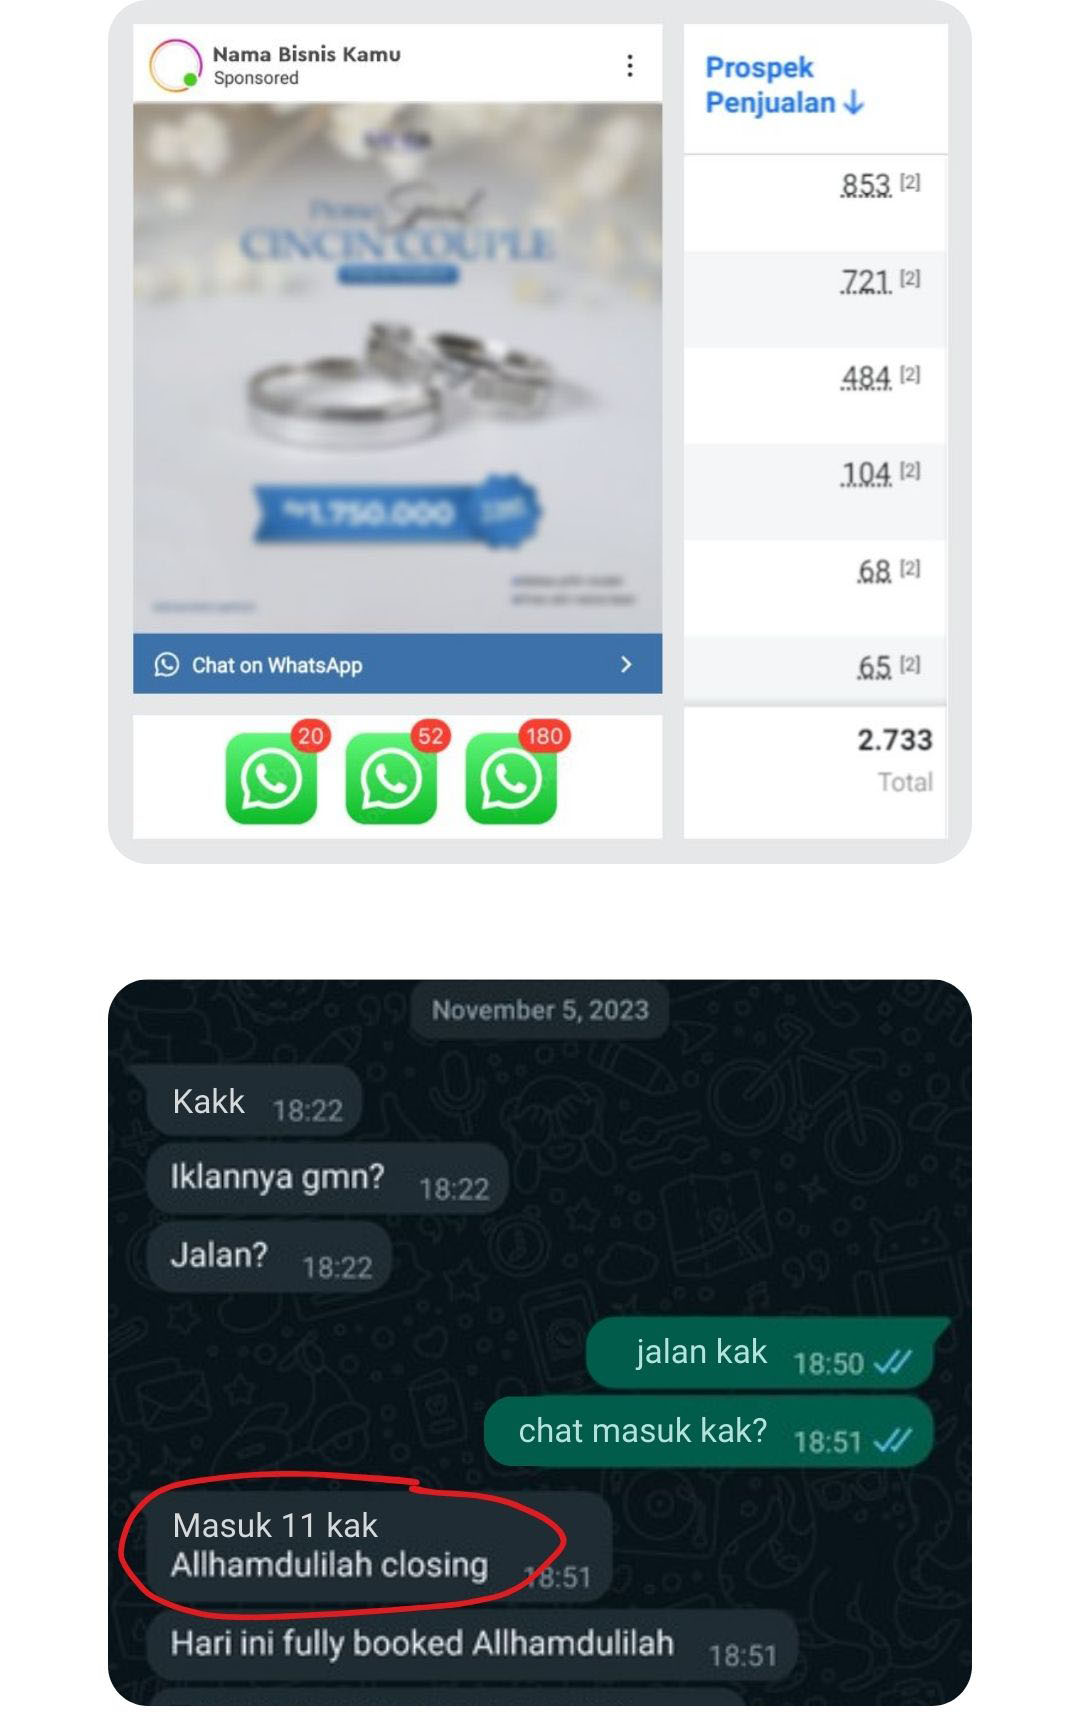 Nama Bisnis Kamu
Sponsored
CINCIN COUPLE
1.750.000
Chat on WhatsApp
20
52
180
Prospek
Penjualan ↓
853 [2]
721 [2]
484 [2]
104 [2]
68 [2]
65 [2]
2.733
Total
November 5, 2023
Kakk 18:22
Iklannya gmn? 18:22
Jalan? 18:22
jalan kak 18:50
chat masuk kak? 18:51
Masuk 11 kak
Allhamdulilah closing 18:51
Hari ini fully booked Allhamdulilah 18:51